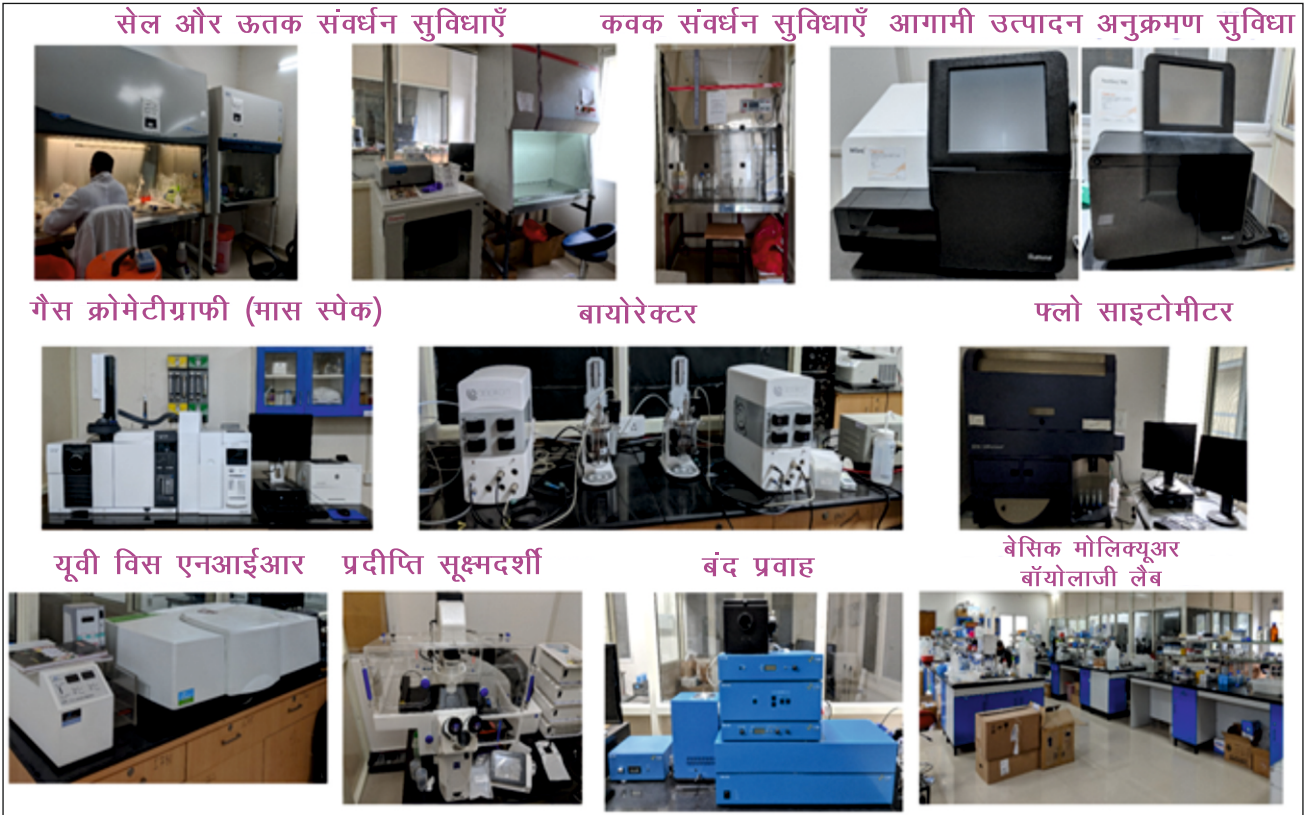 सेल और ऊतक संवर्धन सुविधाएँ
कवक संवर्धन सुविधाएँ
आगामी उत्पादन अनुक्रमण सुविधा
गैस क्रोमेटीग्राफी (मास स्पेक)
बायोरेक्टर
फ्लो साइटोमीटर
यूवी विस एनआईईआर
प्रदीप्ति सूक्ष्मदर्शी
बंद प्रवाह
बेसिक मोलिक्यूअर
बॉयोलाजी लैब